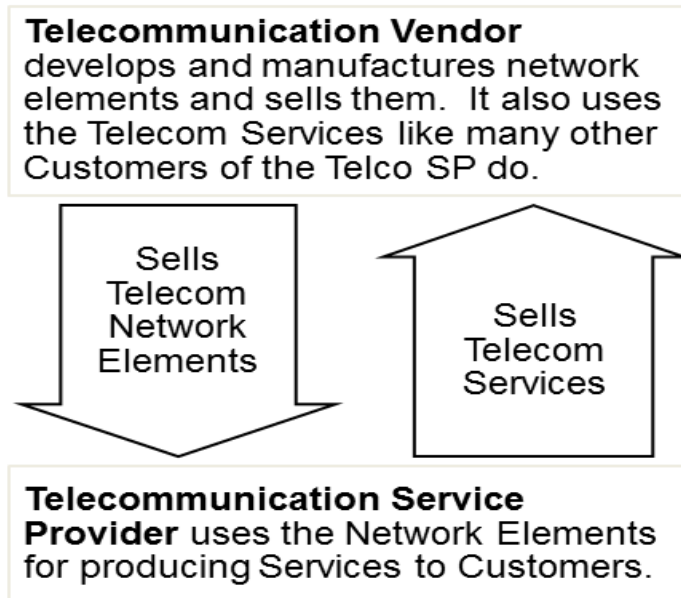 Telecommunication Vendor
develops and manufactures network
elements and sells them.  It also uses
the Telecom Services like many other
Customers of the Telco SP do.
Sells
Telecom
Network
Elements
Sells
Telecom
Services
Telecommunication Service
Provider uses the Network Elements
for producing Services to Customers.